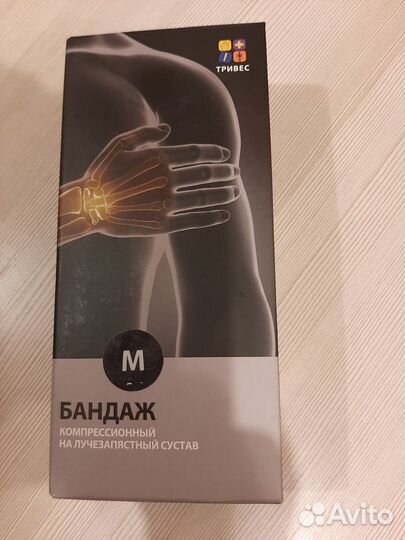 ТРИВЕС
M
БАНДАЖ
КОМПРЕССИОННЫЙ
НА ЛУЧЕЗАПЯСТНЫЙ СУСТАВ
Avito